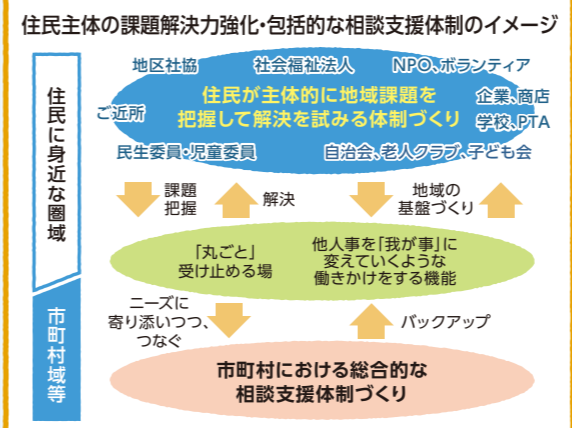 住民主体の課題解決力強化・包括的な相談支援体制のイメージ
住民に身近な圏域
地区社協
社会福祉法人
NPO、ボランティア
ご近所
住民が主体的に地域課題を
把握して解決を試みる体制づくり
企業、商店
学校、PTA
民生委員・児童委員
自治会、老人クラブ、子ども会
課題
把握
解決
地域の
基盤づくり
「丸ごと」
受け止める場
他人事を「我が事」に
変えていくような
働きかけをする機能
市町村域等
ニーズに
寄り添いつつ、
つなぐ
バックアップ
市町村における総合的な
相談支援体制づくり